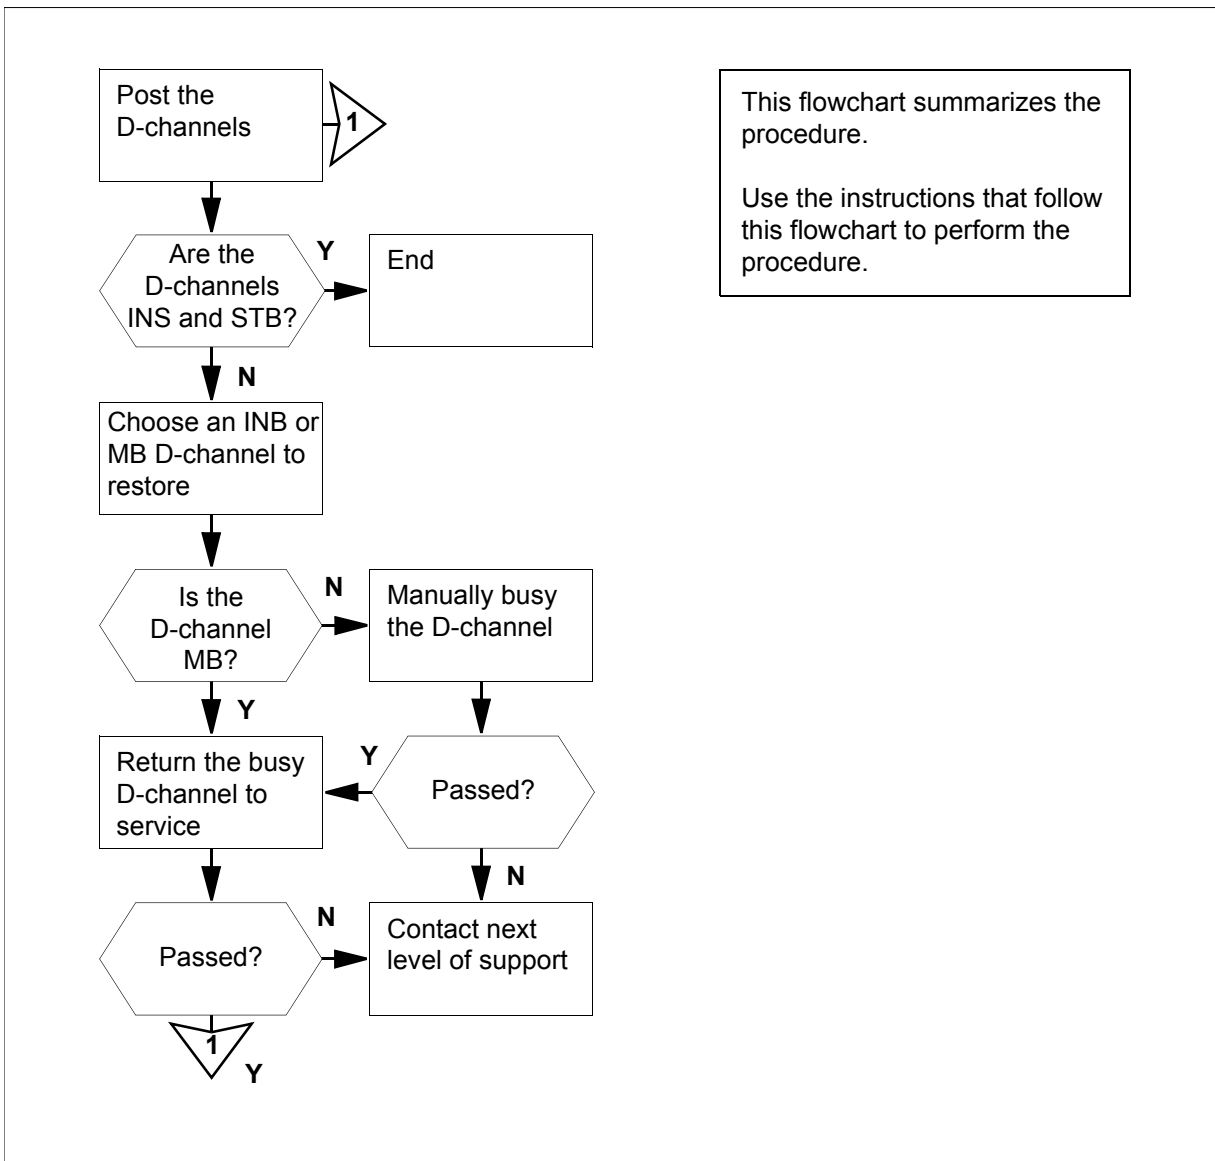 Post the
D-channels
1
This flowchart summarizes the
procedure.
Use the instructions that follow
this flowchart to perform the
procedure.
Are the
D-channels
INS and STB?
Y
End
N
Choose an INB or
MB D-channel to
restore
Is the
D-channel
MB?
N
Manually busy
the D-channel
Y
Return the busy
D-channel to
service
Y
Passed?
N
Passed?
N
Contact next
level of support
1
Y